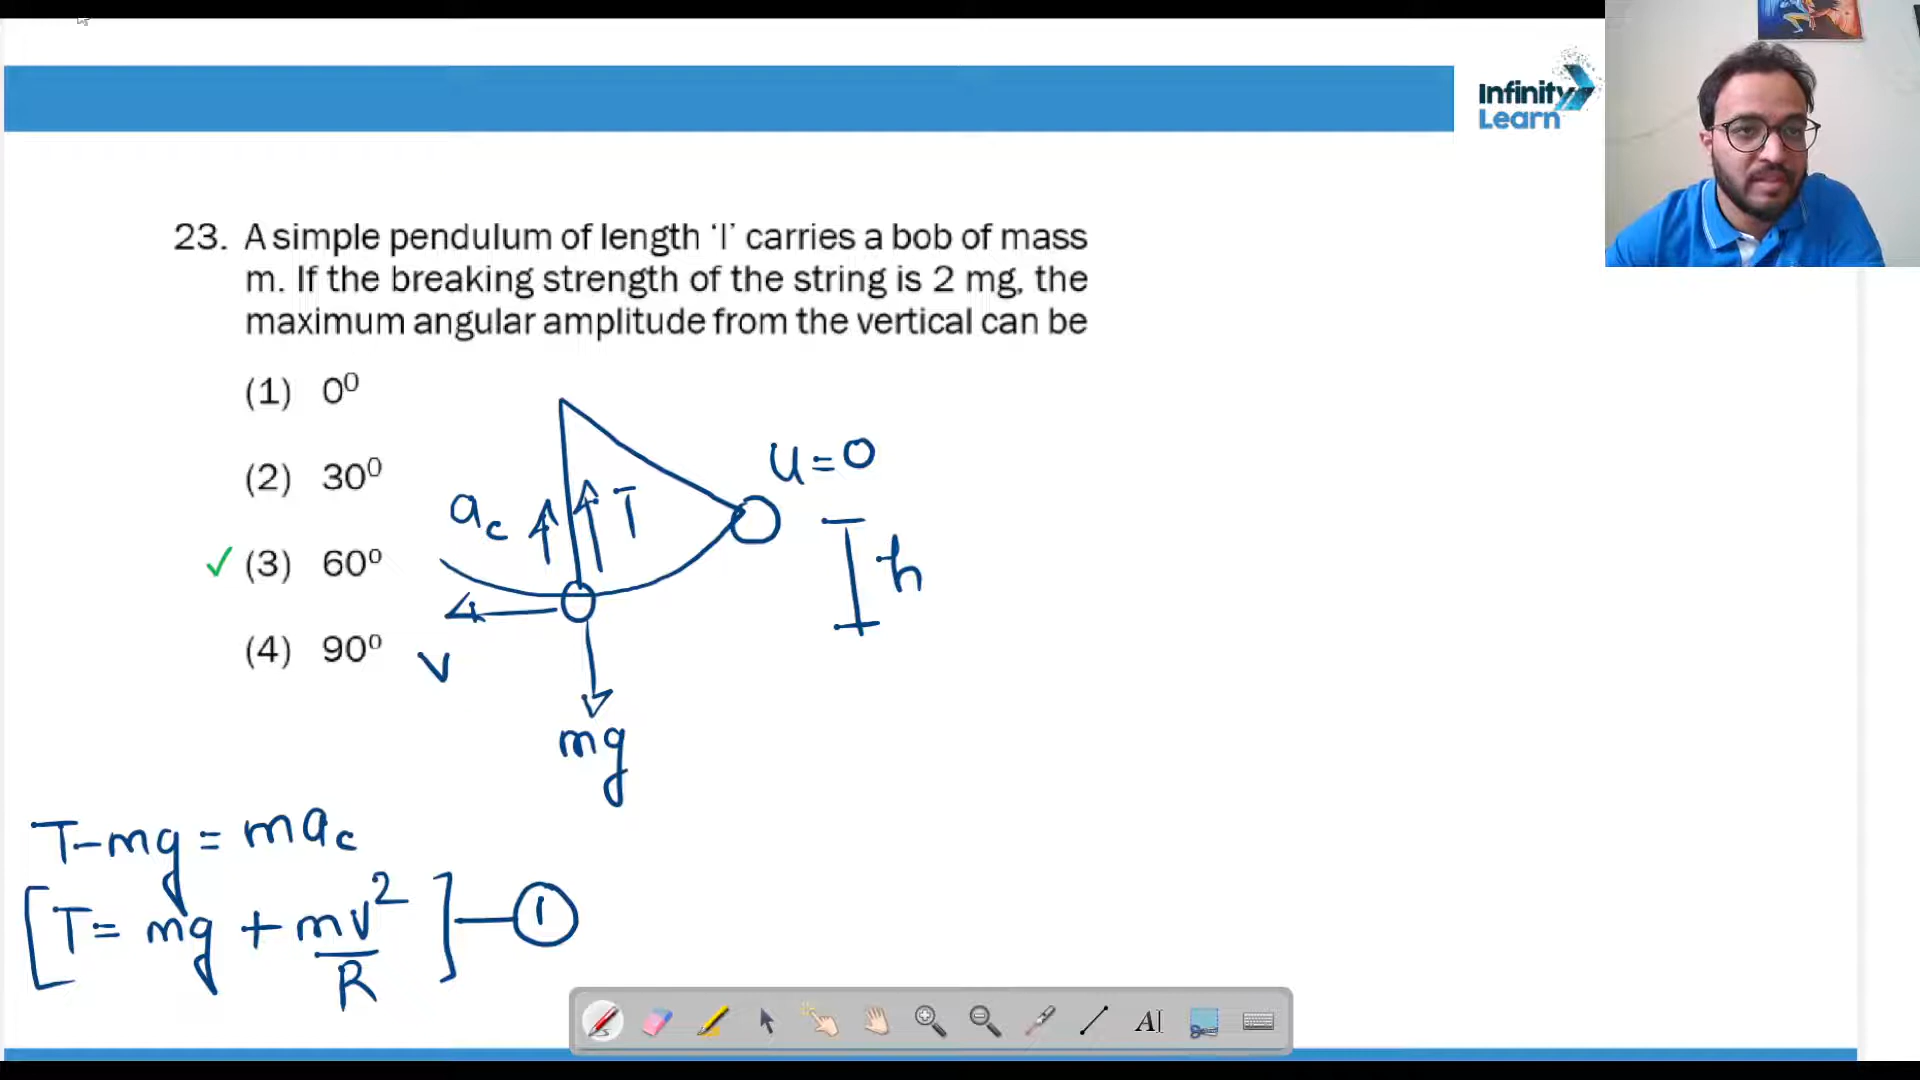 Infinity
Learn
23. A simple pendulum of length ‘l’ carries a bob of mass
m. If the breaking strength of the string is 2 mg, the
maximum angular amplitude from the vertical can be
(1) 0⁰
(2) 30⁰
✓ (3) 60⁰
(4) 90⁰
u=0
a_c
T
h
v
mg
T-mg = ma_c
[T= mg + mv²/R] — ①
A